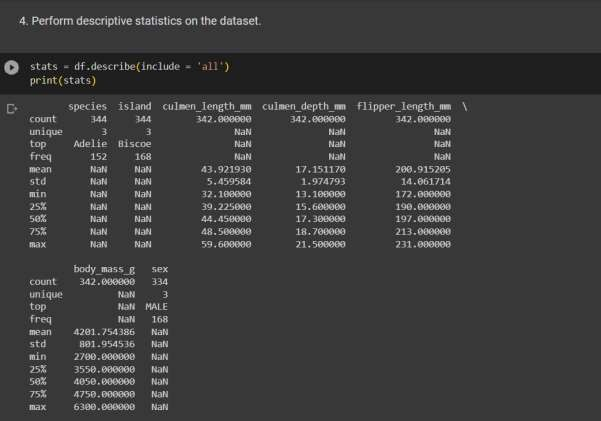 4. Perform descriptive statistics on the dataset.
stats = df.describe(include = 'all')
print(stats)
species island culmen_length_mm culmen_depth_mm flipper_length_mm \
count 344 344 342.000000 342.000000 342.000000
unique 3 3 NaN NaN NaN
top Adelie Biscoe NaN NaN NaN
freq 152 168 NaN NaN NaN
mean NaN NaN 43.921930 17.151170 200.915205
std NaN NaN 5.459584 1.974793 14.061714
min NaN NaN 32.100000 13.100000 172.000000
25% NaN NaN 39.225000 15.600000 190.000000
50% NaN NaN 44.450000 17.300000 197.000000
75% NaN NaN 48.500000 18.700000 213.000000
max NaN NaN 59.600000 21.500000 231.000000
body_mass_g sex
count 342.000000 334
unique NaN 3
top NaN MALE
freq NaN 168
mean 4201.754386 NaN
std 801.954536 NaN
min 2700.000000 NaN
25% 3550.000000 NaN
50% 4050.000000 NaN
75% 4750.000000 NaN
max 6300.000000 NaN